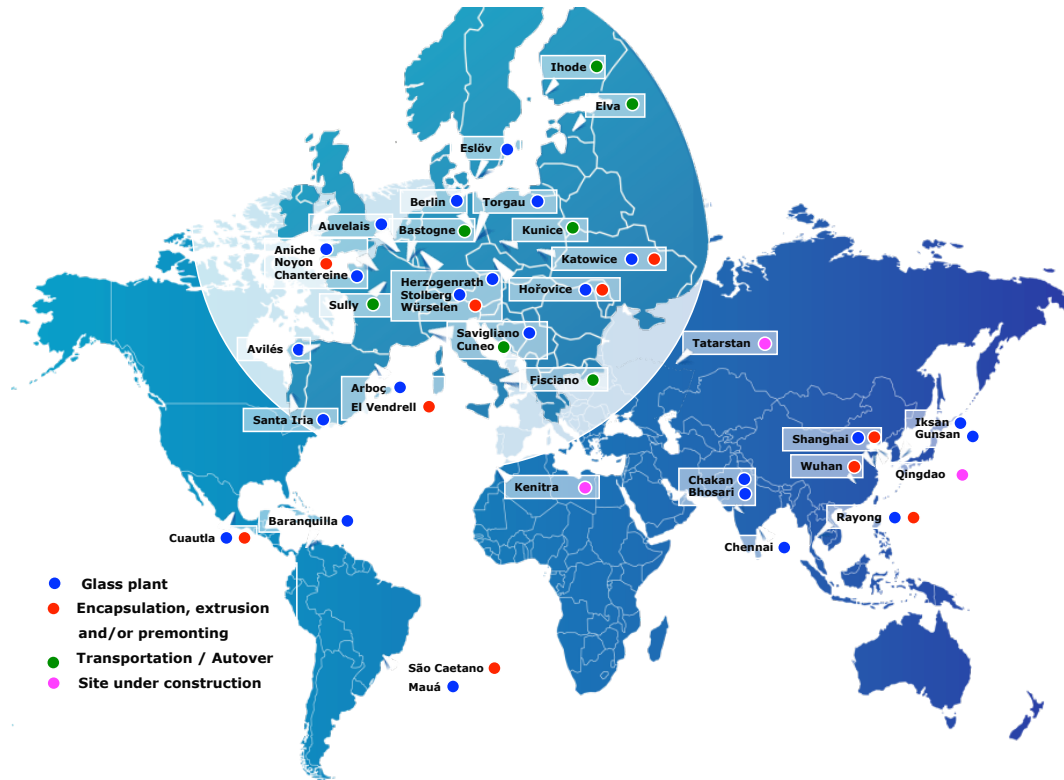 Ihode
Elva
Eslöv
Berlin
Torgau
Auvelais
Bastogne
Kunice
Aniche
Noyon
Chantereine
Katowice
Herzogenrath
Stolberg
Würselen
Hořovice
Sully
Savigliano
Cuneo
Tatarstan
Avilés
Fisciano
Arboç
El Vendrell
Santa Iria
Iksan
Gunsan
Shanghai
Wuhan
Qingdao
Kenitra
Chakan
Bhosari
Baranquilla
Rayong
Cuautla
Chennai
Glass plant
Encapsulation, extrusion
and/or premonting
Transportation / Autover
Site under construction
São Caetano
Mauá